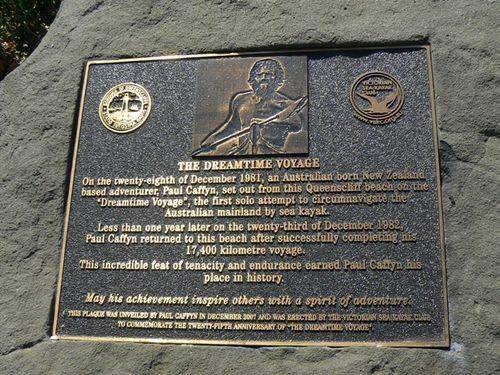 VICTORIAN
SEA KAYAK
CLUB
THE DREAMTIME VOYAGE
On the twenty-eighth of December 1981, an Australian born New Zealand
based adventurer, Paul Caffyn, set out from this Queenscliff beach on the
"Dreamtime Voyage", the first solo attempt to circumnavigate the
Australian mainland by sea kayak.
Less than one year later on the twenty-third of December 1982,
Paul Caffyn returned to this beach after successfully completing his
17,400 kilometre voyage.
This incredible feat of tenacity and endurance earned Paul Caffyn his
place in history.
May his achievement inspire others with a spirit of adventure.
THIS PLAQUE WAS UNVEILED BY PAUL CAFFYN IN DECEMBER 2007 AND WAS ERECTED BY THE VICTORIAN SEA KAYAK CLUB
TO COMMEMORATE THE TWENTY-FIFTH ANNIVERSARY OF "THE DREAMTIME VOYAGE"